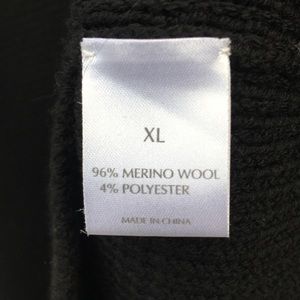 XL
96% MERINO WOOL
4% POLYESTER
MADE IN CHINA